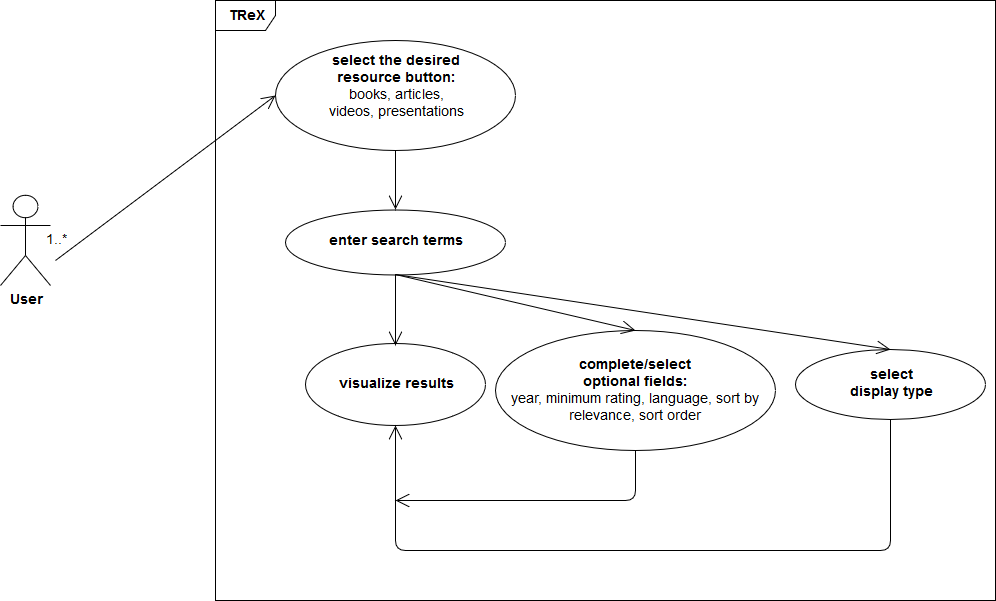 TReX
select the desired
resource button:
books, articles,
videos, presentations
1..*
User
enter search terms
visualize results
complete/select
optional fields:
year, minimum rating, language, sort by
relevance, sort order
select
display type